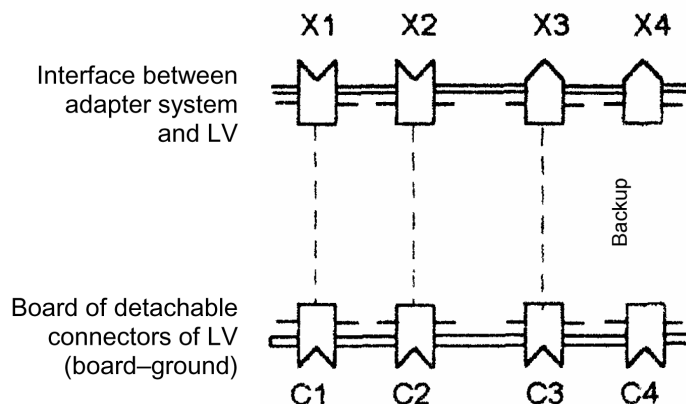 X1 X2 X3 X4
Interface between
adapter system
and LV
Backup
Board of detachable
connectors of LV
(board–ground)
C1 C2 C3 C4